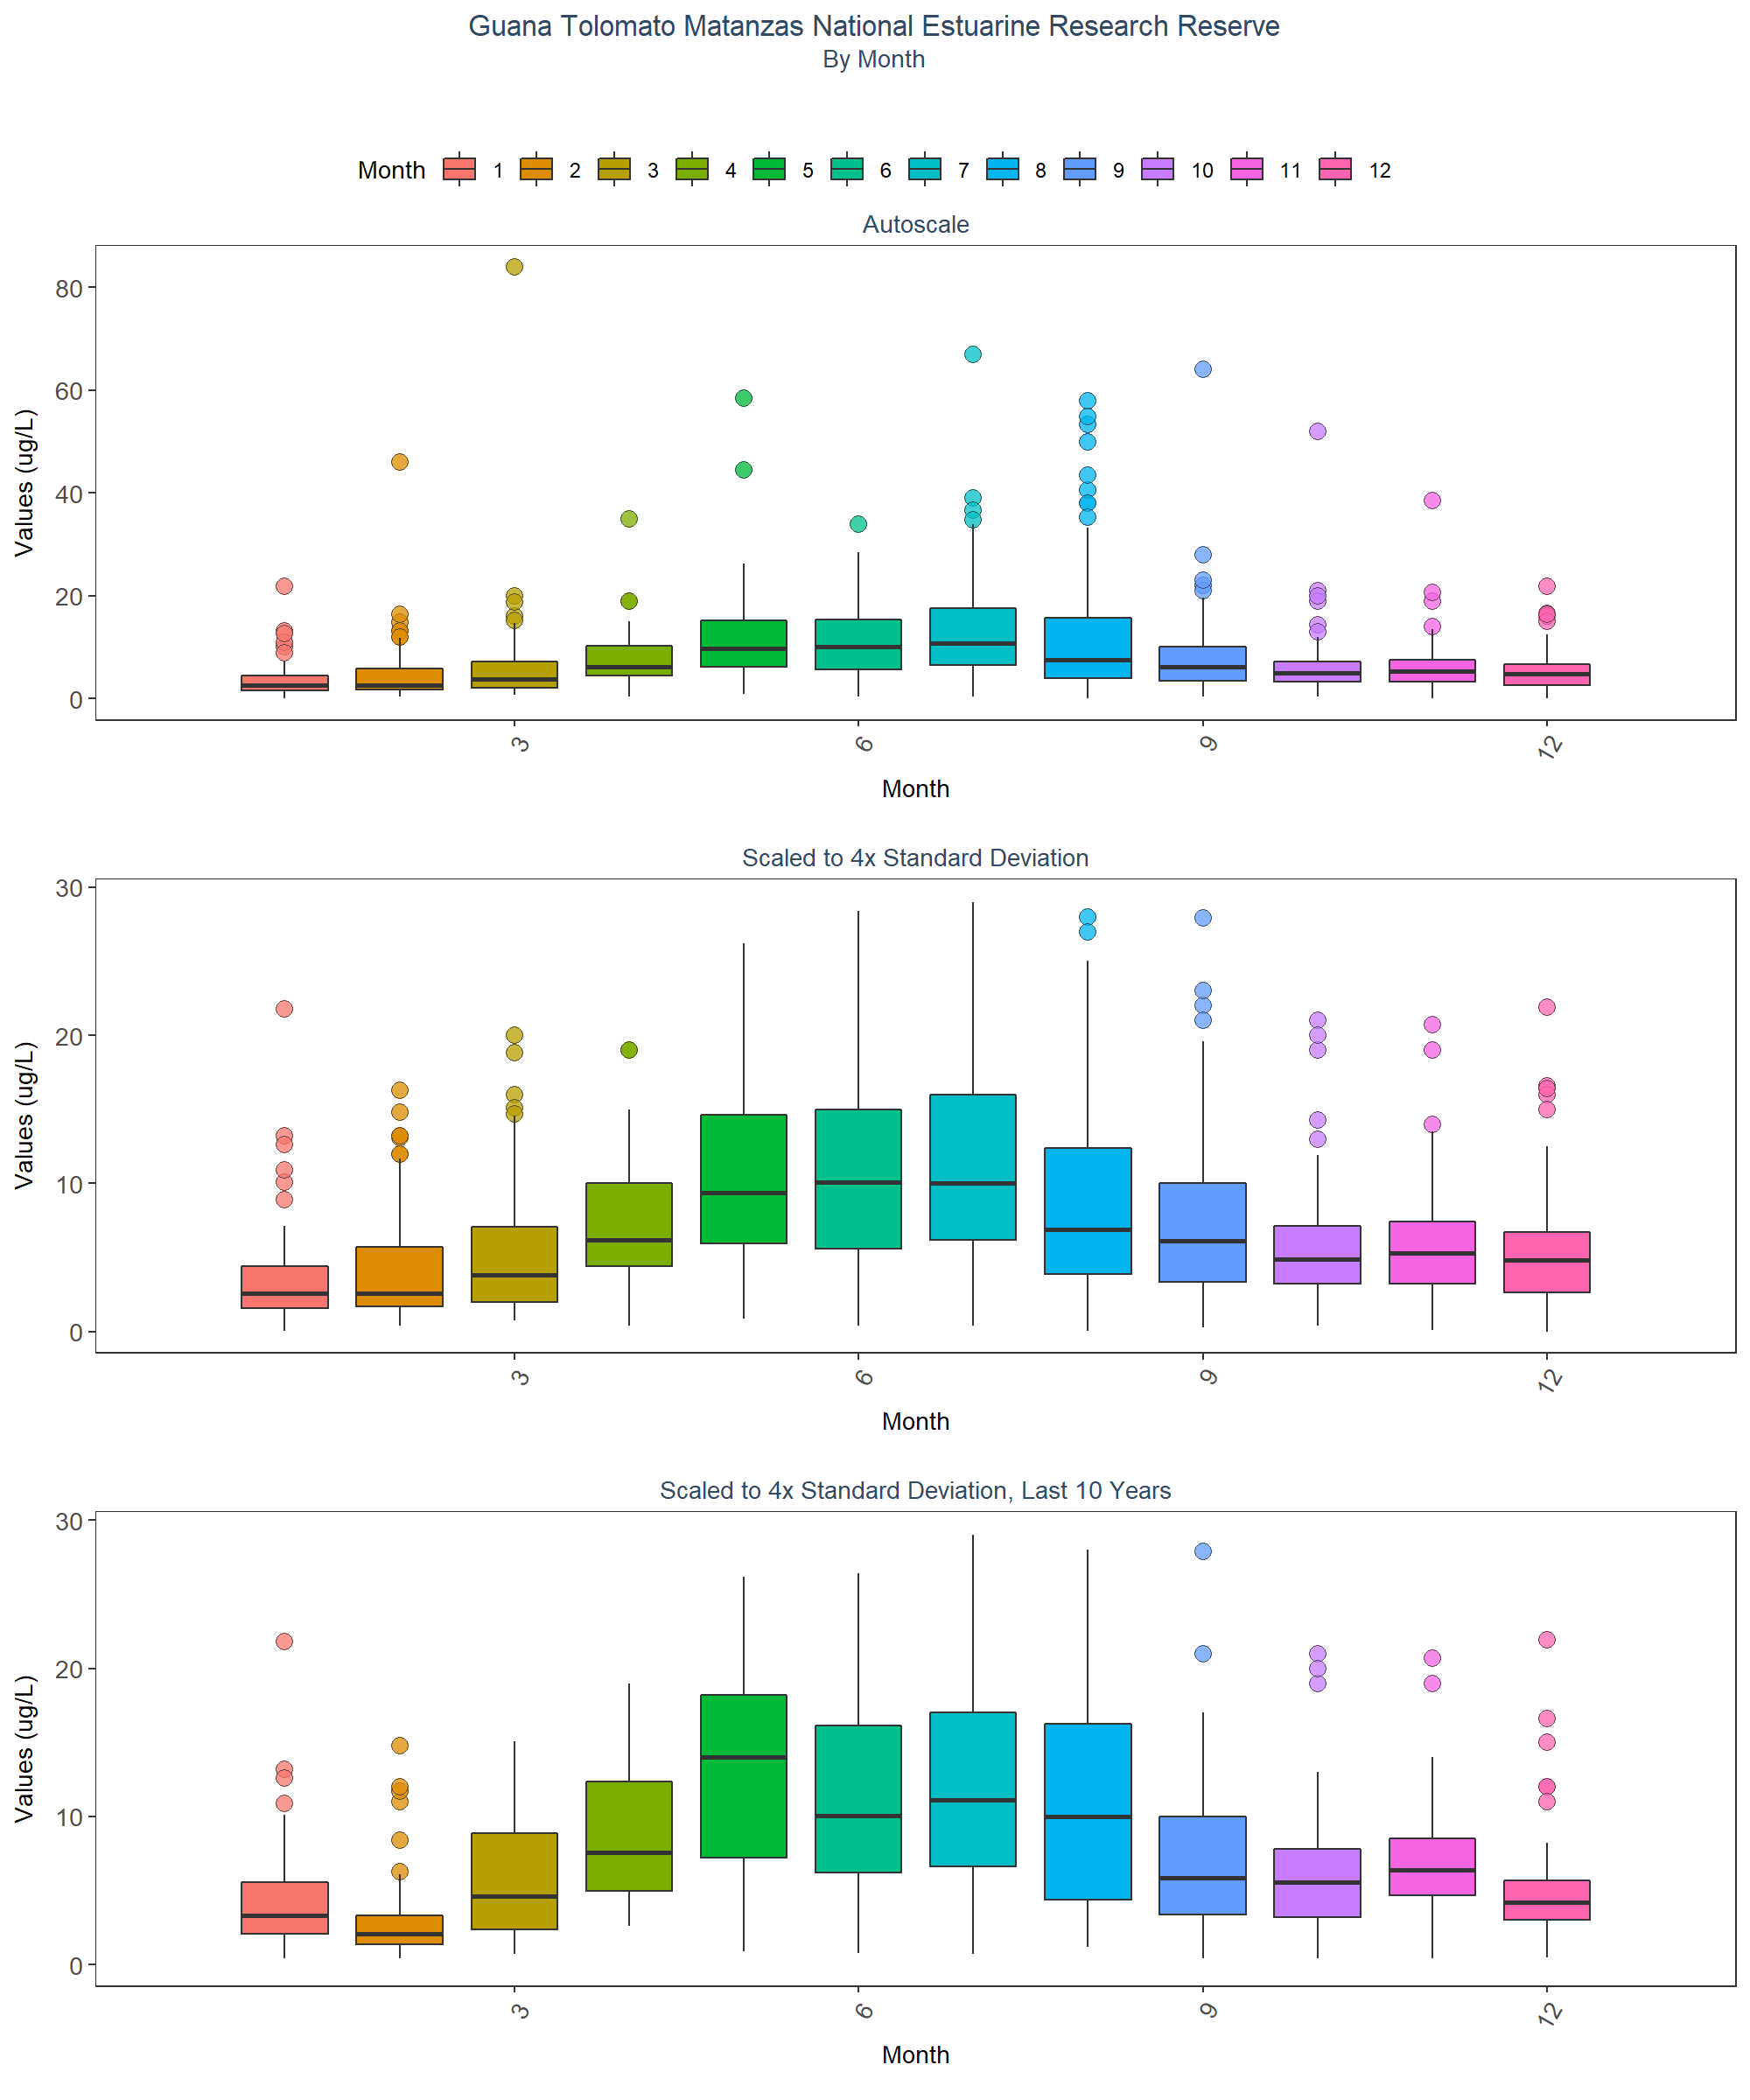 Guana Tolomato Matanzas National Estuarine Research Reserve
By Month
Month 1 2 3 4 5 6 7 8 9 10 11 12
Autoscale
Values (ug/L)
80
60
40
20
0
3 6 9 12
Month
Scaled to 4x Standard Deviation
Values (ug/L)
30
20
10
0
3 6 9 12
Month
Scaled to 4x Standard Deviation, Last 10 Years
Values (ug/L)
30
20
10
0
3 6 9 12
Month